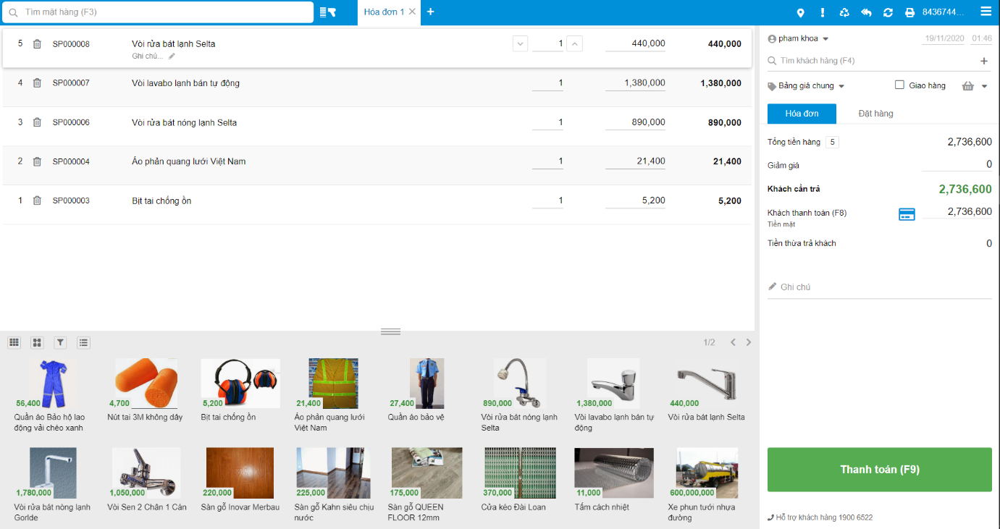 Tìm mặt hàng (F3)
Hóa đơn 1
8436744...
5 SP000008 Vòi rửa bát lạnh Selta 1 440,000 440,000
Ghi chú...
4 SP000007 Vòi lavabo lạnh bán tự động 1 1,380,000 1,380,000
3 SP000006 Vòi rửa bát nóng lạnh Selta 1 890,000 890,000
2 SP000004 Áo phản quang lưới Việt Nam 1 21,400 21,400
1 SP000003 Bịt tai chống ồn 1 5,200 5,200
pham khoa 19/11/2020 01:46
Tìm khách hàng (F4)
Bảng giá chung Giao hàng
Hóa đơn Đặt hàng
Tổng tiền hàng 5 2,736,600
Giảm giá 0
Khách cần trả 2,736,600
Khách thanh toán (F8) 2,736,600
Tiền mặt
Tiền thừa trả khách 0
Ghi chú
1/2
56,400 4,700 5,200 21,400 27,400 890,000 1,380,000 440,000
Quần áo Bảo hộ lao Nút tai 3M không dây Bịt tai chống ồn Áo phản quang lưới Quần áo bảo vệ Vòi rửa bát nóng lạnh Vòi lavabo lạnh bán tự Vòi rửa bát lạnh Selta
động vải chéo xanh Việt Nam Selta động
1,780,000 1,050,000 220,000 225,000 175,000 370,000 11,000 600,000,000
Vòi rửa bát nóng lạnh Vòi Sen 2 Chân 1 Cán Sàn gỗ Inovar Merbau Sàn gỗ Kahn siêu chịu Sàn gỗ QUEEN Cửa kéo Đài Loan Tấm cách nhiệt Xe phun tưới nhựa
Gorlde nước FLOOR 12mm đường
Thanh toán (F9)
Hỗ trợ khách hàng 1900 6522